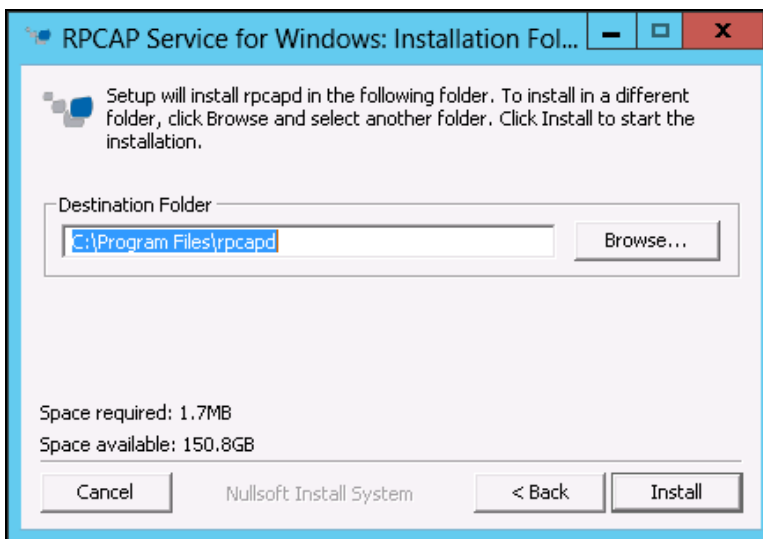 RPCAP Service for Windows: Installation Fol...
Setup will install rpcapd in the following folder. To install in a different
folder, click Browse and select another folder. Click Install to start the
installation.
Destination Folder
C:\Program Files\rpcapd
Browse...
Space required: 1.7MB
Space available: 150.8GB
Cancel
Nullsoft Install System
< Back
Install